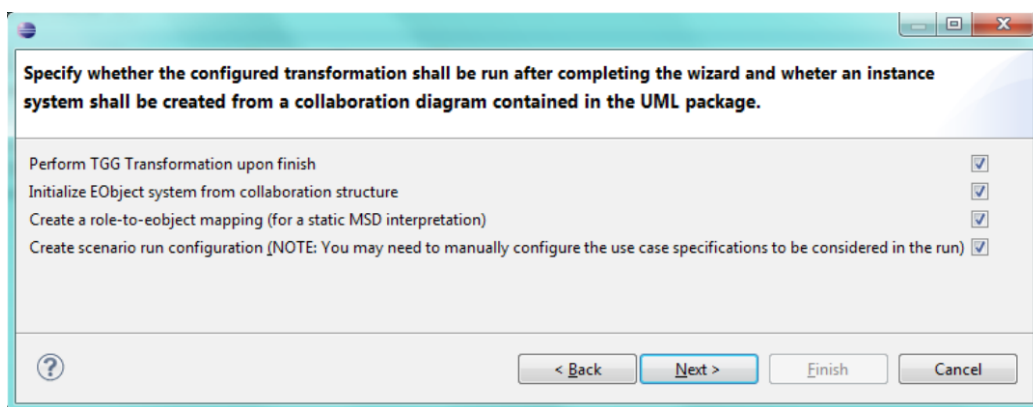 Specify whether the configured transformation shall be run after completing the wizard and wheter an instance
system shall be created from a collaboration diagram contained in the UML package.
Perform TGG Transformation upon finish
Initialize EObject system from collaboration structure
Create a role-to-eobject mapping (for a static MSD interpretation)
Create scenario run configuration (NOTE: You may need to manually configure the use case specifications to be considered in the run)
? < Back Next > Finish Cancel